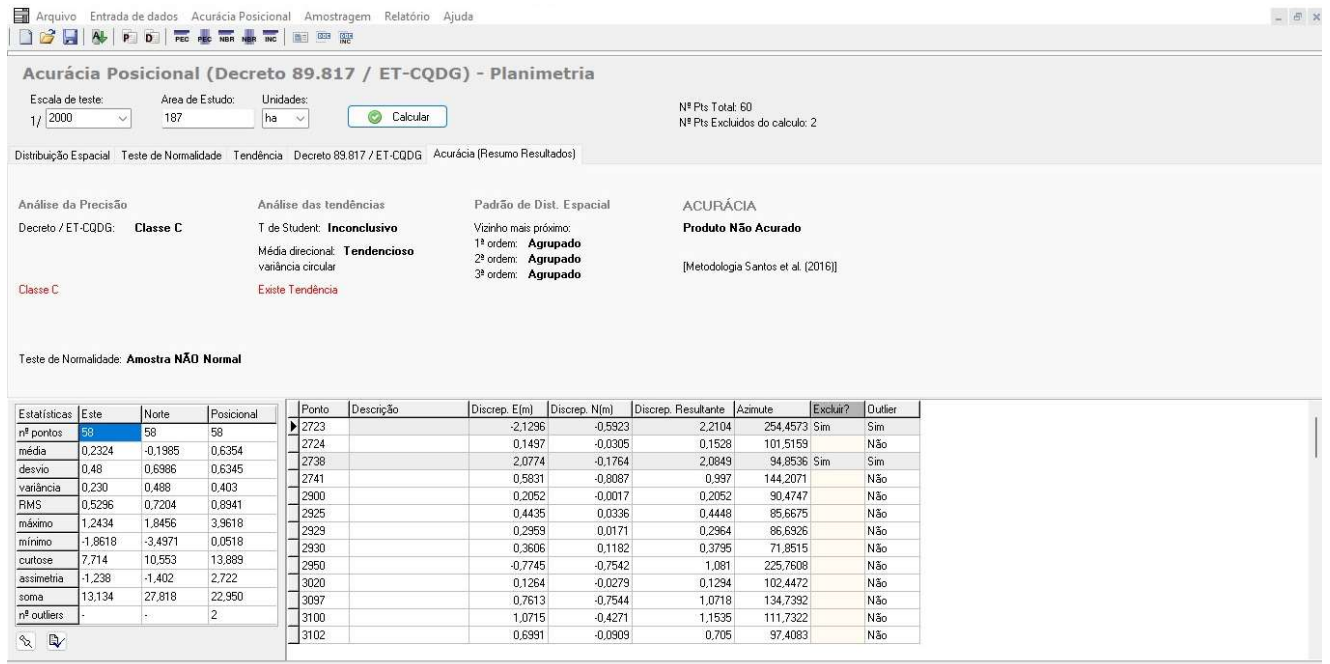 Arquivo Entrada de dados Acurácia Posicional Amostragem Relatório Ajuda
P D PEC PEC NBR NBR INC INC
Acurácia Posicional (Decreto 89.817 / ET-CQDG) - Planimetria
Escala de teste: Area de Estudo: Unidades:
1/ 2000 187 ha Calcular
Nº Pts Total: 60
Nº Pts Excluidos do calculo: 2
Distribuição Espacial Teste de Normalidade Tendência Decreto 89.817 / ET-CQDG Acurácia (Resumo Resultados)
Análise da Precisão Análise das tendências Padrão de Dist. Espacial ACURÁCIA
Decreto / ET-CQDG: Classe C T de Student: Inconclusivo Vizinho mais próximo: Produto Não Acurado
1ª ordem: Agrupado
Média direcional: Tendencioso 2ª ordem: Agrupado
variância circular 3ª ordem: Agrupado [Metodologia Santos et al. (2016)]
Classe C Existe Tendência
Teste de Normalidade: Amostra NÃO Normal
Estatísticas Este Norte Posicional
nº pontos 58 58 58
média 0,2324 -0,1985 0,6354
desvio 0,48 0,6986 0,6345
variância 0,230 0,488 0,403
RMS 0,5296 0,7204 0,8941
máximo 1,2434 1,8456 3,9618
mínimo -1,8618 -3,4971 0,0518
curtose 7,714 10,553 13,889
assimetria -1,238 -1,402 2,722
soma 13,134 27,818 22,950
nº outliers - - 2
Ponto Descrição Discrep. E(m) Discrep. N(m) Discrep. Resultante Azimute Excluir? Outlier
2723 -2,1296 -0,5923 2,2104 254,4573 Sim Sim
2724 0,1497 -0,0305 0,1528 101,5159 Não
2738 2,0774 -0,1764 2,0849 94,8536 Sim Sim
2741 0,5831 -0,8087 0,997 144,2071 Não
2900 0,2052 -0,0017 0,2052 90,4747 Não
2925 0,4435 0,0336 0,4448 85,6675 Não
2929 0,2959 0,0171 0,2964 86,6926 Não
2930 0,3606 0,1182 0,3795 71,8515 Não
2950 -0,7745 -0,7542 1,081 225,7608 Não
3020 0,1264 -0,0279 0,1294 102,4472 Não
3097 0,7613 -0,7544 1,0718 134,7392 Não
3100 1,0715 -0,4271 1,1535 111,7322 Não
3102 0,6991 -0,0909 0,705 97,4083 Não